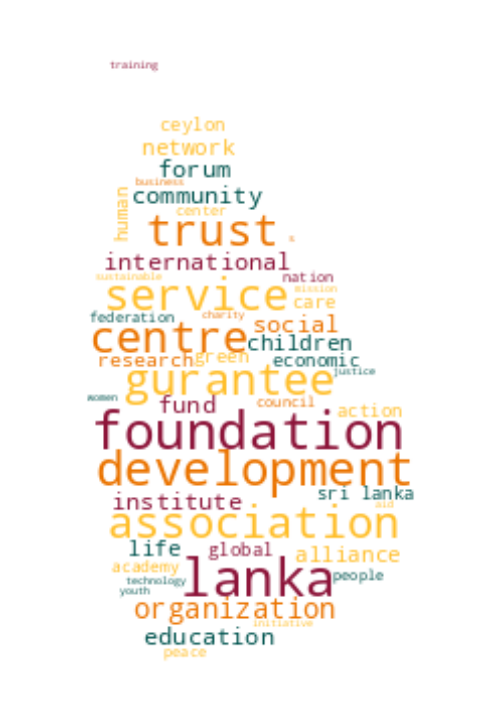 training
ceylon
network
forum
business
community
human
center
trust
s
international
sustainable
nation
service
mission
care
federation
charity
social
centre
children
research
green
economic
gurantee
justice
women
fund
council
action
foundation
development
sri lanka
institute
aid
association
life
global
alliance
academy
lanka
people
technology
youth
organization
initiative
education
peace